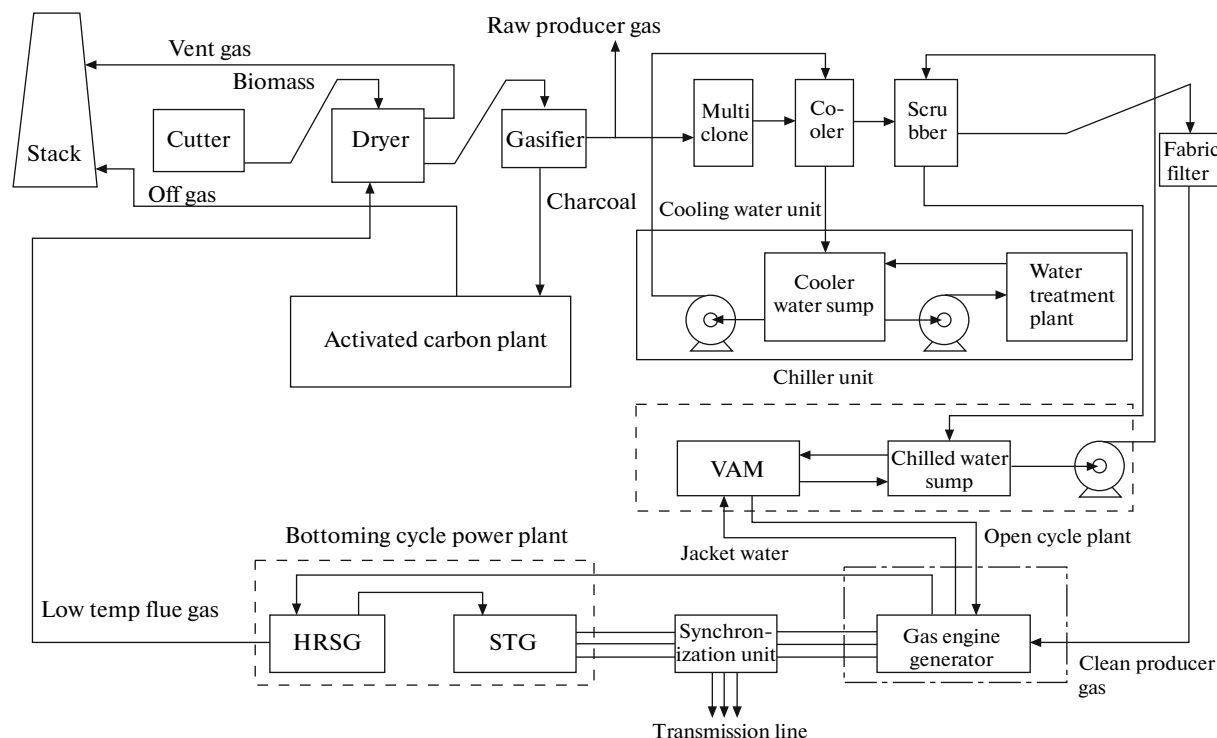 Raw producer gas
Vent gas
Biomass
Stack
Cutter
Dryer
Gasifier
Multi
clone
Co-
oler
Scru
bber
Fabric
filter
Off gas
Charcoal
Cooling water unit
Cooler
water sump
Water
treatment
plant
Activated carbon plant
Chiller unit
VAM
Chilled water
sump
Bottoming cycle power plant
Jacket water
Open cycle plant
Low temp flue gas
HRSG
STG
Synchron-
ization unit
Gas engine
generator
Clean producer
gas
Transmission line